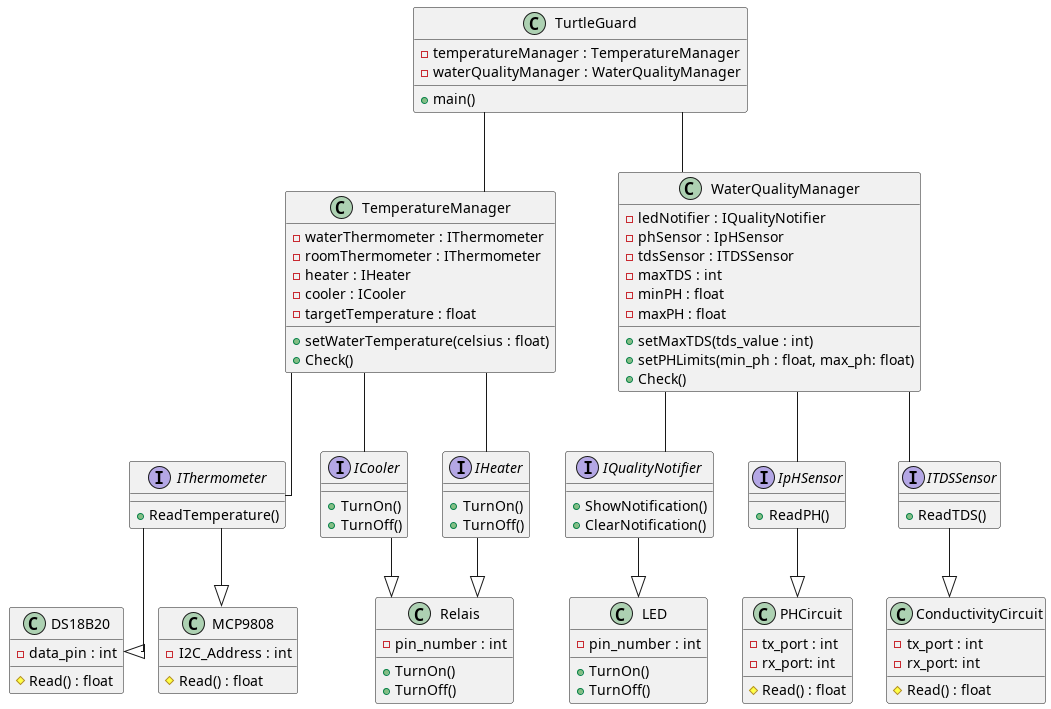 C TurtleGuard
temperatureManager : TemperatureManager
waterQualityManager : WaterQualityManager
main()
C TemperatureManager
waterThermometer : IThermometer
roomThermometer : IThermometer
heater : IHeater
cooler : ICooler
targetTemperature : float
setWaterTemperature(celsius : float)
Check()
C WaterQualityManager
ledNotifier : IQualityNotifier
phSensor : IpHSensor
tdsSensor : ITDSSensor
maxTDS : int
minPH : float
maxPH : float
setMaxTDS(tds_value : int)
setPHLimits(min_ph : float, max_ph: float)
Check()
I IThermometer
ReadTemperature()
I ICooler
TurnOn()
TurnOff()
I IHeater
TurnOn()
TurnOff()
I IQualityNotifier
ShowNotification()
ClearNotification()
I IpHSensor
ReadPH()
I ITDSSensor
ReadTDS()
C DS18B20
data_pin : int
Read() : float
C MCP9808
I2C_Address : int
Read() : float
C Relais
pin_number : int
TurnOn()
TurnOff()
C LED
pin_number : int
TurnOn()
TurnOff()
C PHCircuit
tx_port : int
rx_port: int
Read() : float
C ConductivityCircuit
tx_port : int
rx_port: int
Read() : float